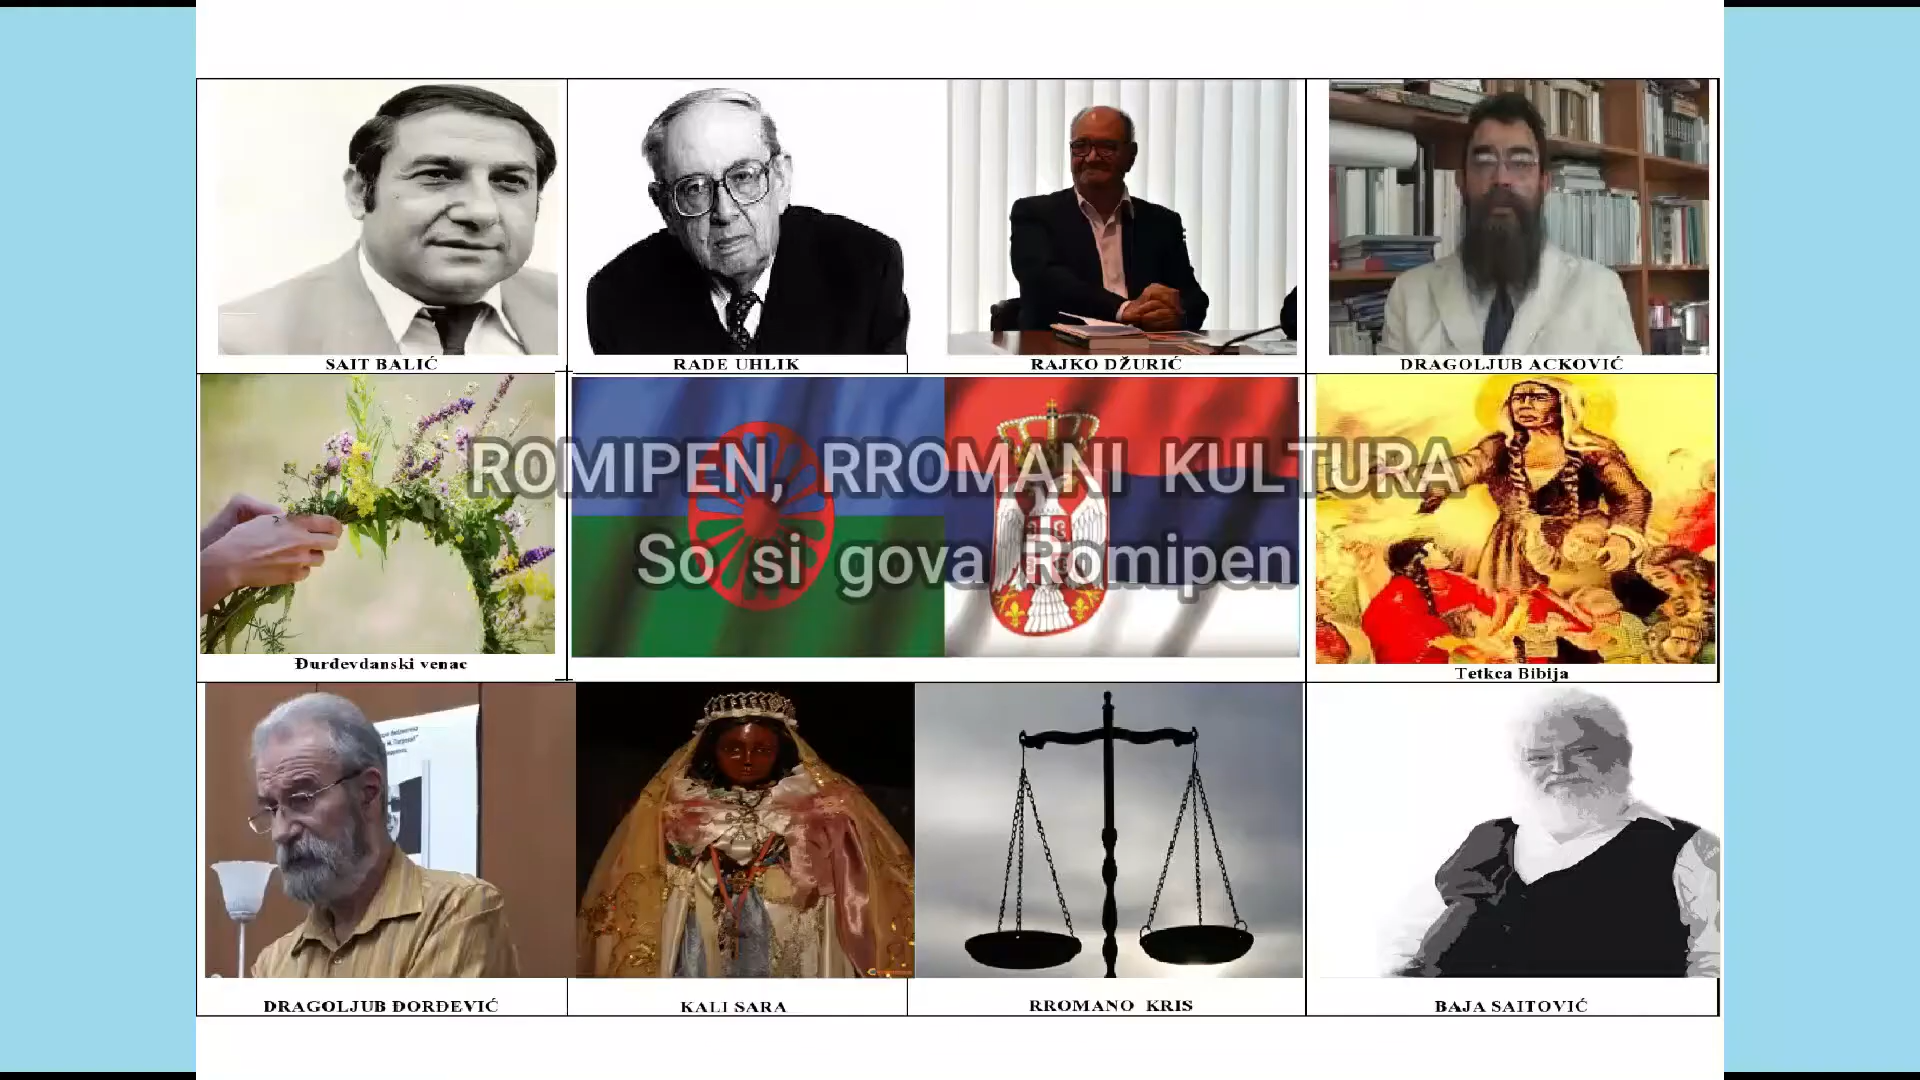 SAIT BALIĆ
RADE UHLIK
RAJKO DŽURIĆ
DRAGOLJUB ACKOVIĆ
ROMIPEN, RROMANI KULTURA
So si gova Romipen
Đurđevdanski venac
Tetkca Bibija
DRAGOLJUB ĐORĐEVIĆ
KALI SARA
RROMANO KRIS
BAJA SAITOVIĆ